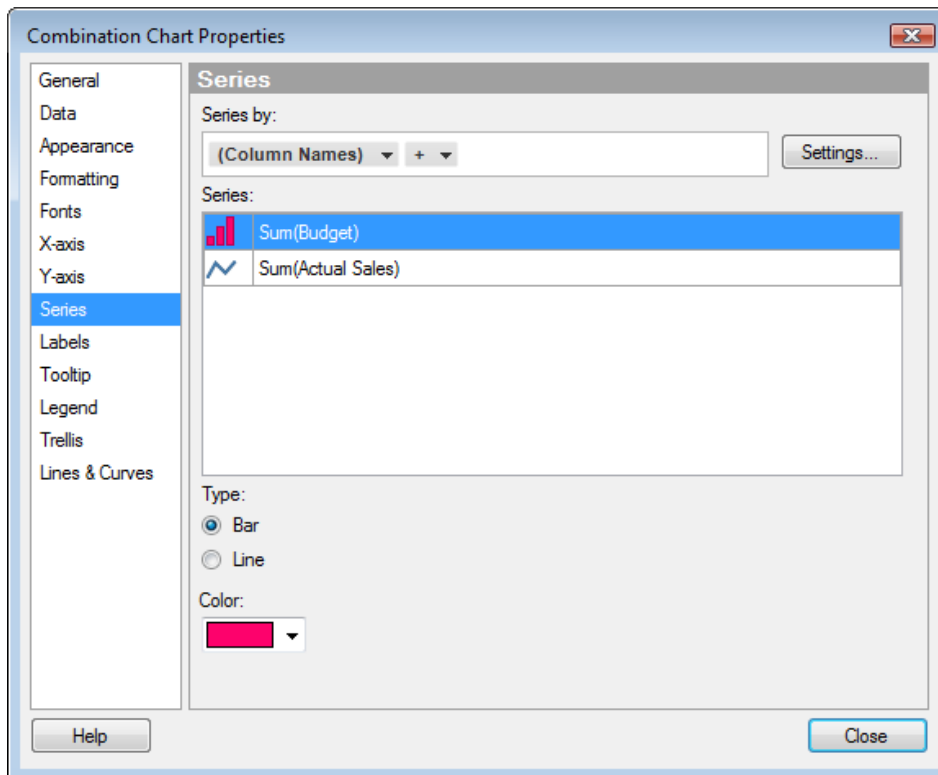 Combination Chart Properties
General
Data
Appearance
Formatting
Fonts
X-axis
Y-axis
Series
Labels
Tooltip
Legend
Trellis
Lines & Curves
Series
Series by:
(Column Names) +
Settings...
Series:
Sum(Budget)
Sum(Actual Sales)
Type:
Bar
Line
Color:
Help
Close